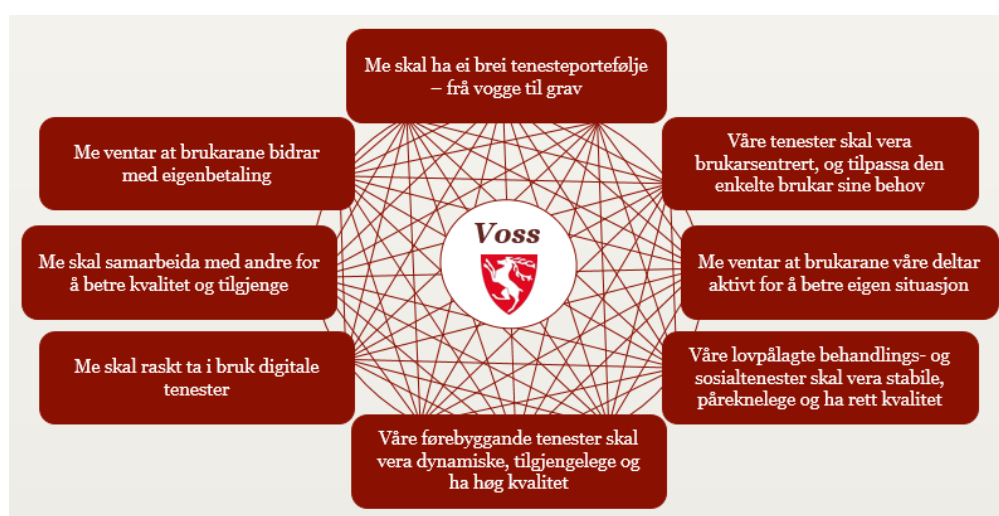 Me skal ha ei brei tenesteportefølje
– frå vogge til grav
Me ventar at brukarane bidrar
med eigenbetaling
Våre tenester skal vera
brukarsentrert, og tilpassa den
enkelte brukar sine behov
Voss
Me skal samarbeida med andre for
å betre kvalitet og tilgjenge
Me ventar at brukarane våre deltar
aktivt for å betre eigen situasjon
Me skal raskt ta i bruk digitale
tenester
Våre lovpålagte behandlings- og
sosialtenester skal vera stabile,
påreknelege og ha rett kvalitet
Våre førebyggande tenester skal
vera dynamiske, tilgjengelege og
ha høg kvalitet